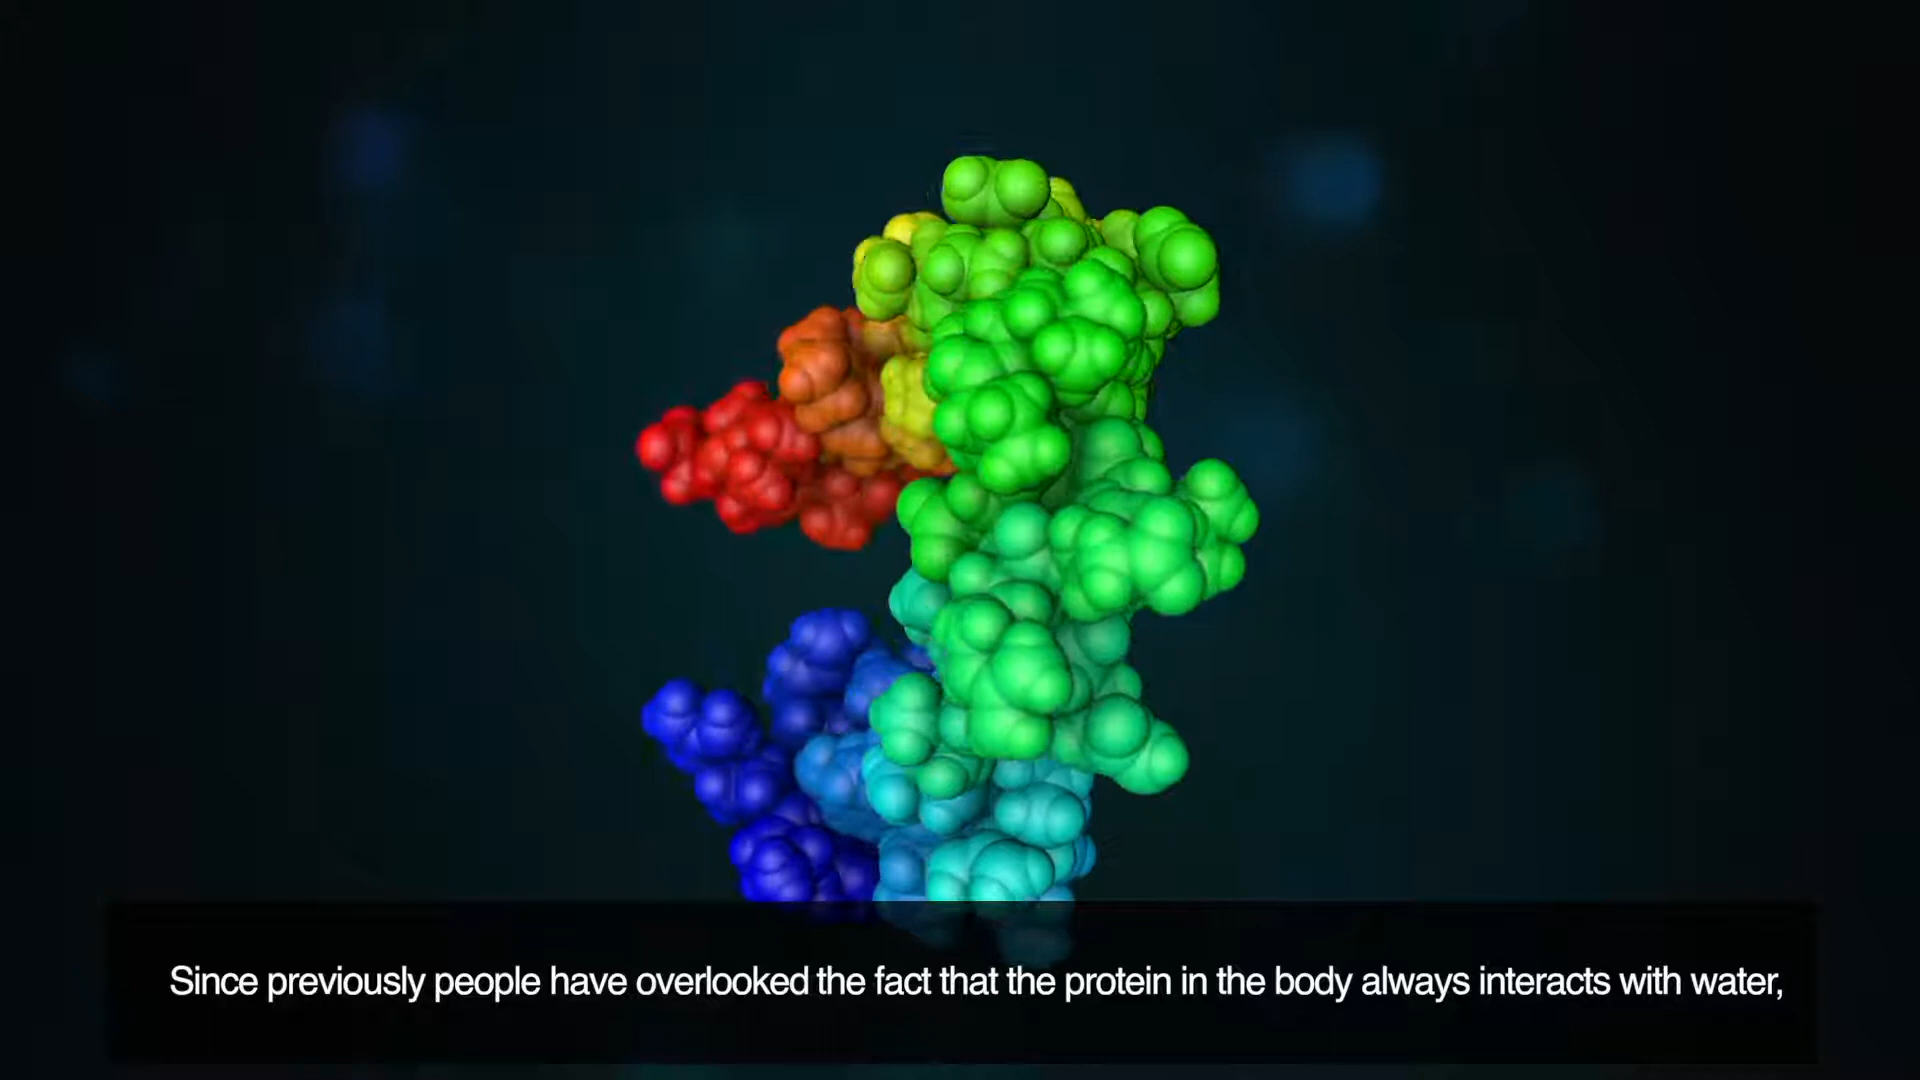 Since previously people have overlooked the fact that the protein in the body always interacts with water,